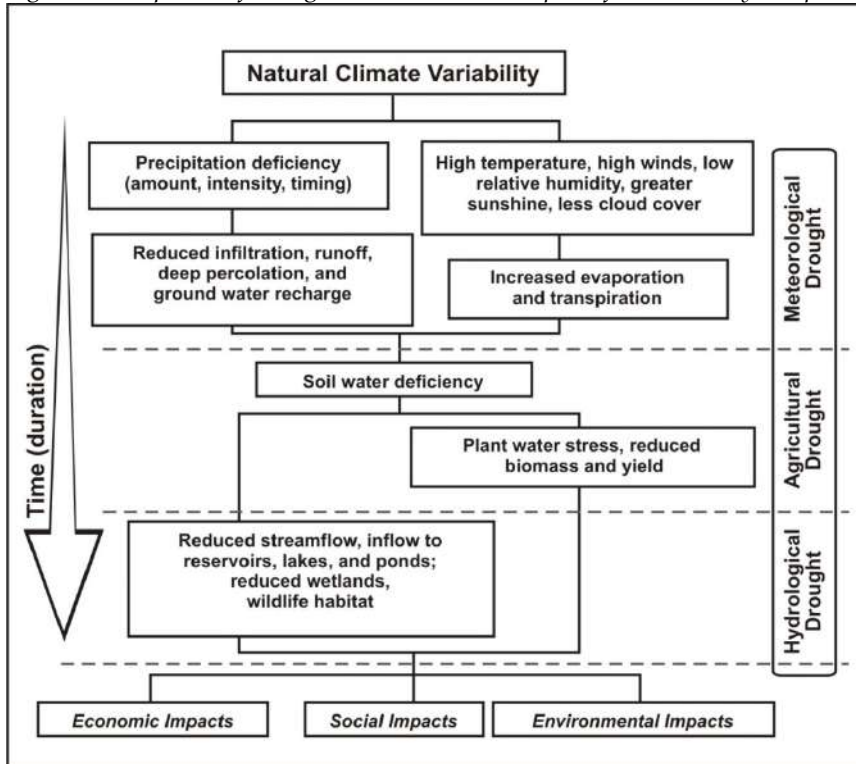 Natural Climate Variability
Precipitation deficiency
(amount, intensity, timing)
High temperature, high winds, low
relative humidity, greater
sunshine, less cloud cover
Reduced infiltration, runoff,
deep percolation, and
ground water recharge
Increased evaporation
and transpiration
Meteorological
Drought
Time (duration)
Soil water deficiency
Plant water stress, reduced
biomass and yield
Agricultural
Drought
Reduced streamflow, inflow to
reservoirs, lakes, and ponds;
reduced wetlands,
wildlife habitat
Hydrological
Drought
Economic Impacts
Social Impacts
Environmental Impacts